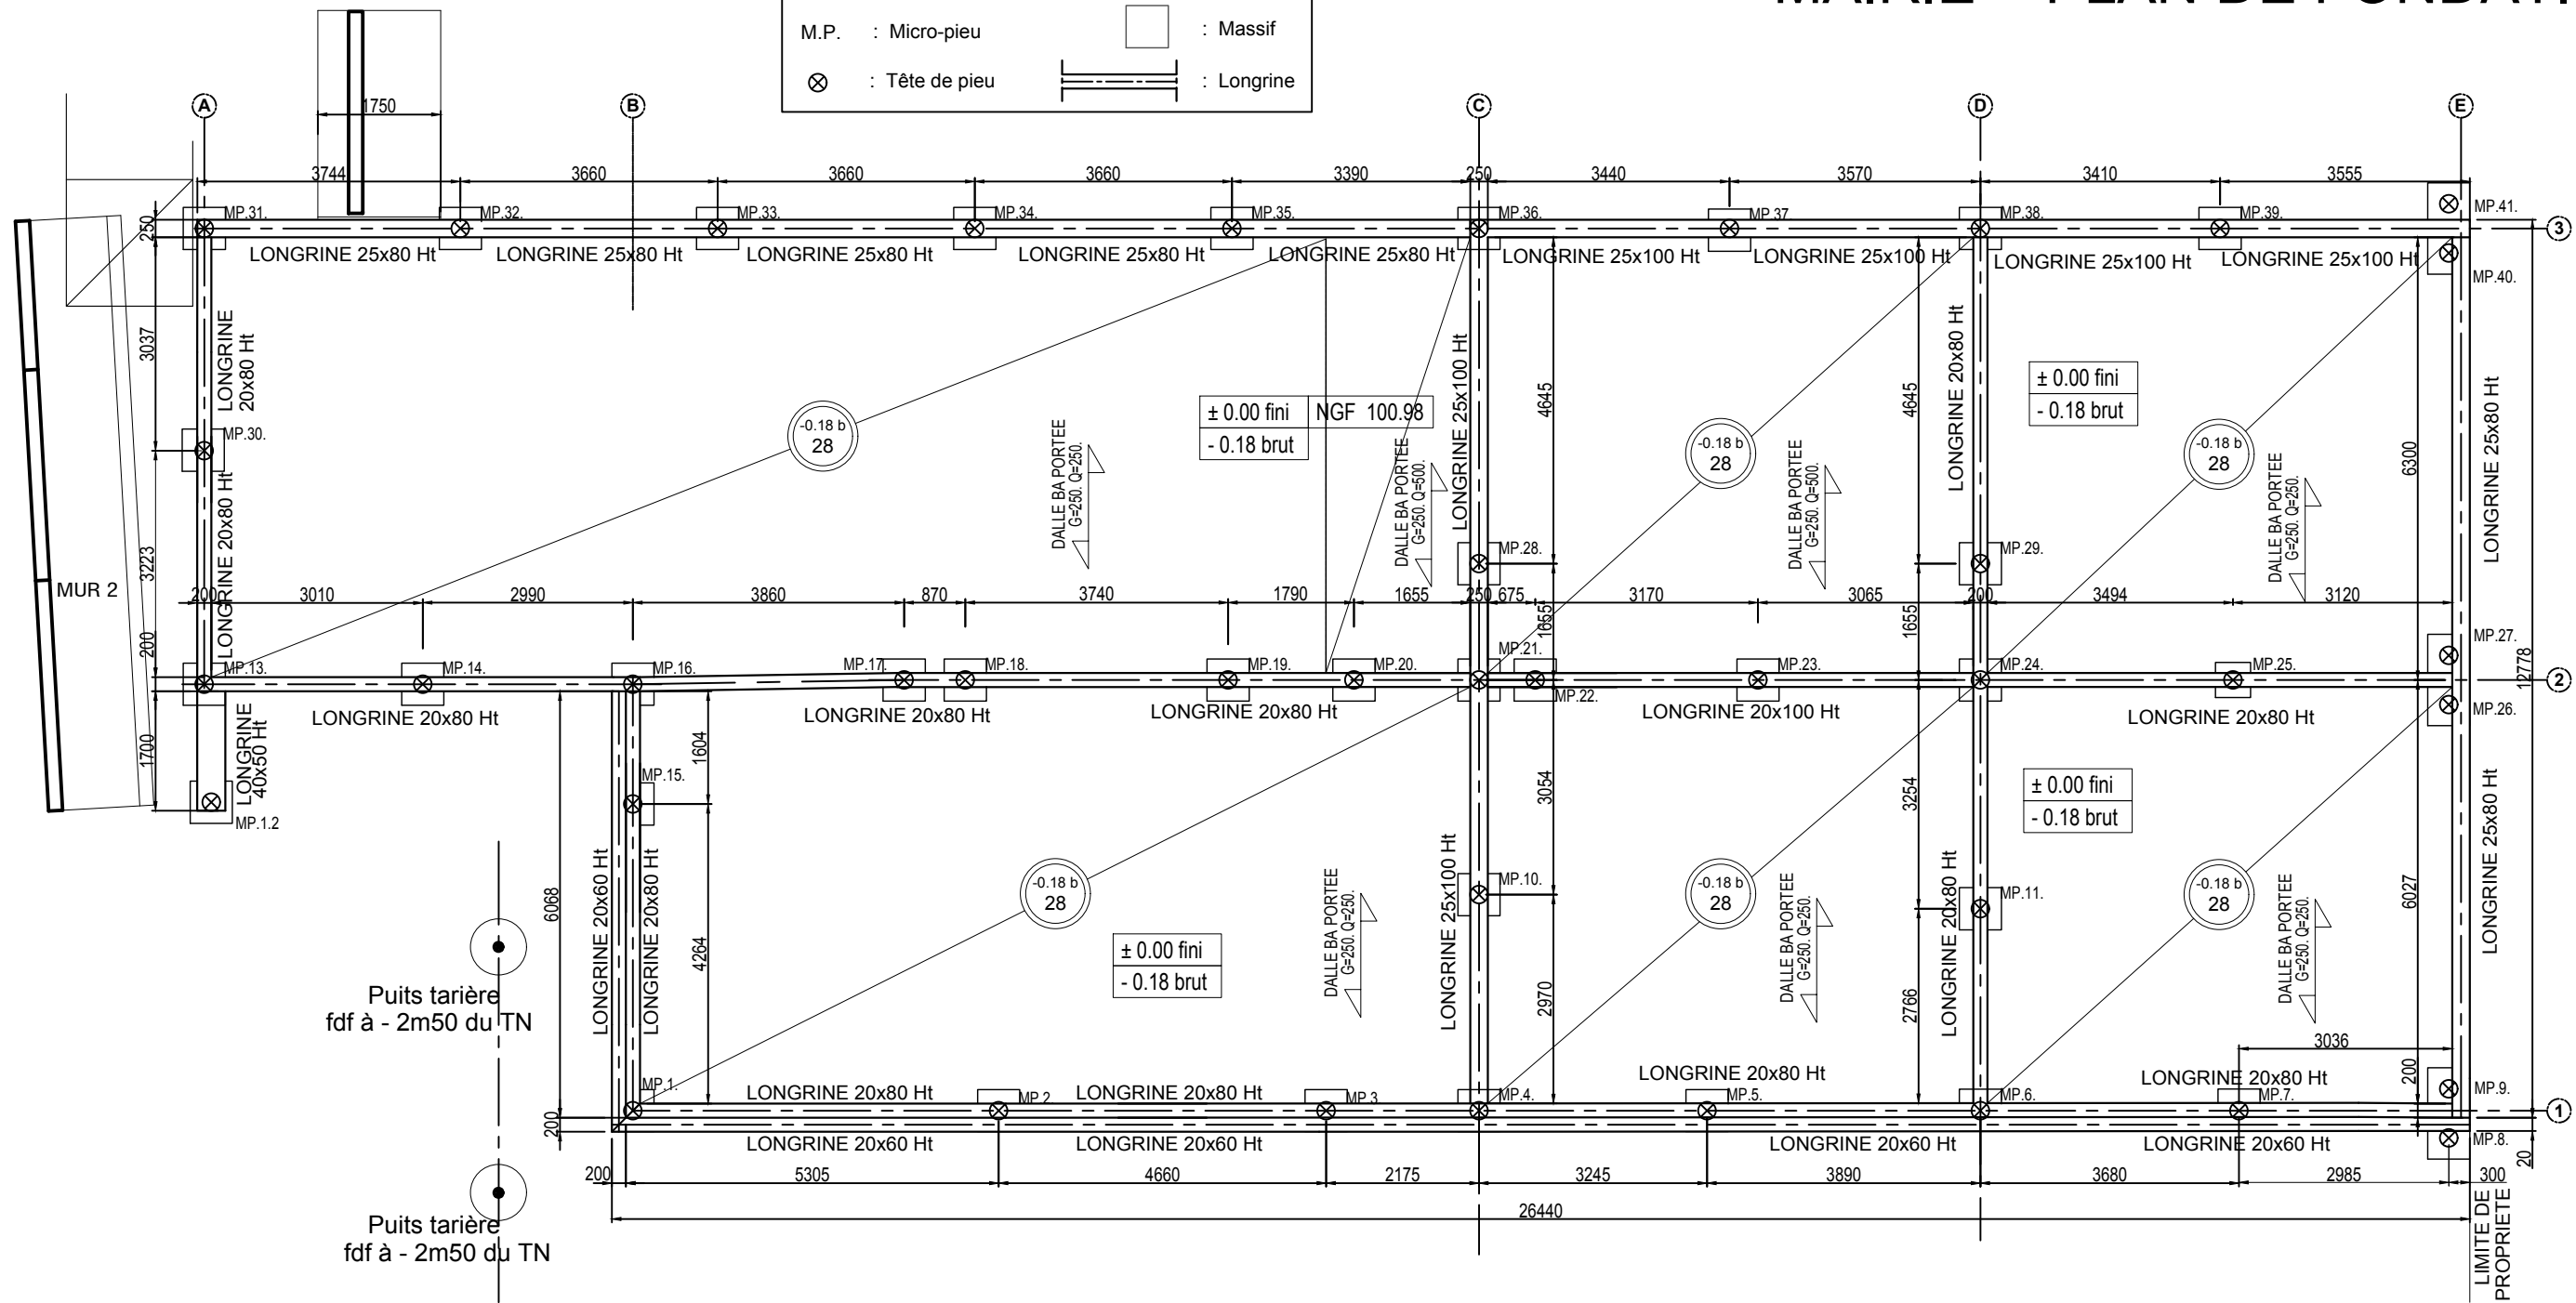 MAIRIE - PLAN DE FONDATI
M.P. : Micro-pieu
: Massif
: Tête de pieu
: Longrine
A
B
C
D
E
1750
3744
3660
3660
3660
3390
250
3440
3570
3410
3555
MP.31.
MP.32.
MP.33.
MP.34.
MP.35.
MP.36.
MP.37
MP.38.
MP.39.
MP.41.
250
3
LONGRINE 25x80 Ht
LONGRINE 25x80 Ht
LONGRINE 25x80 Ht
LONGRINE 25x80 Ht
LONGRINE 25x80 Ht
LONGRINE 25x100 Ht
LONGRINE 25x100 Ht
LONGRINE 25x100 Ht
LONGRINE 25x100 Ht
MP.40.
3037
LONGRINE
20x80 Ht
LONGRINE 25x100 Ht
4645
4645
LONGRINE 20x80 Ht
± 0.00 fini
- 0.18 brut
6300
LONGRINE 25x80 Ht
± 0.00 fini
NGF 100.98
- 0.18 brut
MP.30.
-0.18 b
28
-0.18 b
28
-0.18 b
28
DALLE BA PORTEE
G=250. Q=250.
DALLE BA PORTEE
G=250. Q=500.
DALLE BA PORTEE
G=250. Q=500.
DALLE BA PORTEE
G=250. Q=250.
3223
LONGRINE 20x80 Ht
MP.28.
MP.29.
MUR 2
200
3010
2990
3860
870
3740
1790
1655
250
675
3170
3065
200
3494
3120
1655
1655
200
MP.13.
MP.14.
MP.16.
MP.17.
MP.18.
MP.19.
MP.20.
MP.21.
MP.23.
MP.24.
MP.25.
MP.27.
12778
2
MP.22.
MP.26.
LONGRINE 20x80 Ht
LONGRINE 20x80 Ht
LONGRINE 20x80 Ht
LONGRINE 20x100 Ht
LONGRINE 20x80 Ht
1700
LONGRINE
40x50 Ht
MP.1.2
1604
MP.15.
3054
3254
± 0.00 fini
- 0.18 brut
LONGRINE 25x80 Ht
6068
LONGRINE 20x60 Ht
LONGRINE 20x80 Ht
4264
-0.18 b
28
-0.18 b
28
-0.18 b
28
MP.10.
MP.11.
LONGRINE 25x100 Ht
LONGRINE 20x80 Ht
6027
DALLE BA PORTEE
G=250. Q=250.
DALLE BA PORTEE
G=250. Q=250.
DALLE BA PORTEE
G=250. Q=250.
± 0.00 fini
- 0.18 brut
2970
2766
Puits tarière
fdf à - 2m50 du TN
3036
200
MP.1.
LONGRINE 20x80 Ht
MP.2
LONGRINE 20x80 Ht
MP.3
MP.4.
LONGRINE 20x80 Ht
MP.5.
MP.6.
LONGRINE 20x80 Ht
MP.7.
MP.9.
1
200
LONGRINE 20x60 Ht
LONGRINE 20x60 Ht
LONGRINE 20x60 Ht
LONGRINE 20x60 Ht
MP.8.
20
200
5305
4660
2175
3245
3890
3680
2985
300
26440
Puits tarière
fdf à - 2m50 du TN
LIMITE DE
PROPRIETE